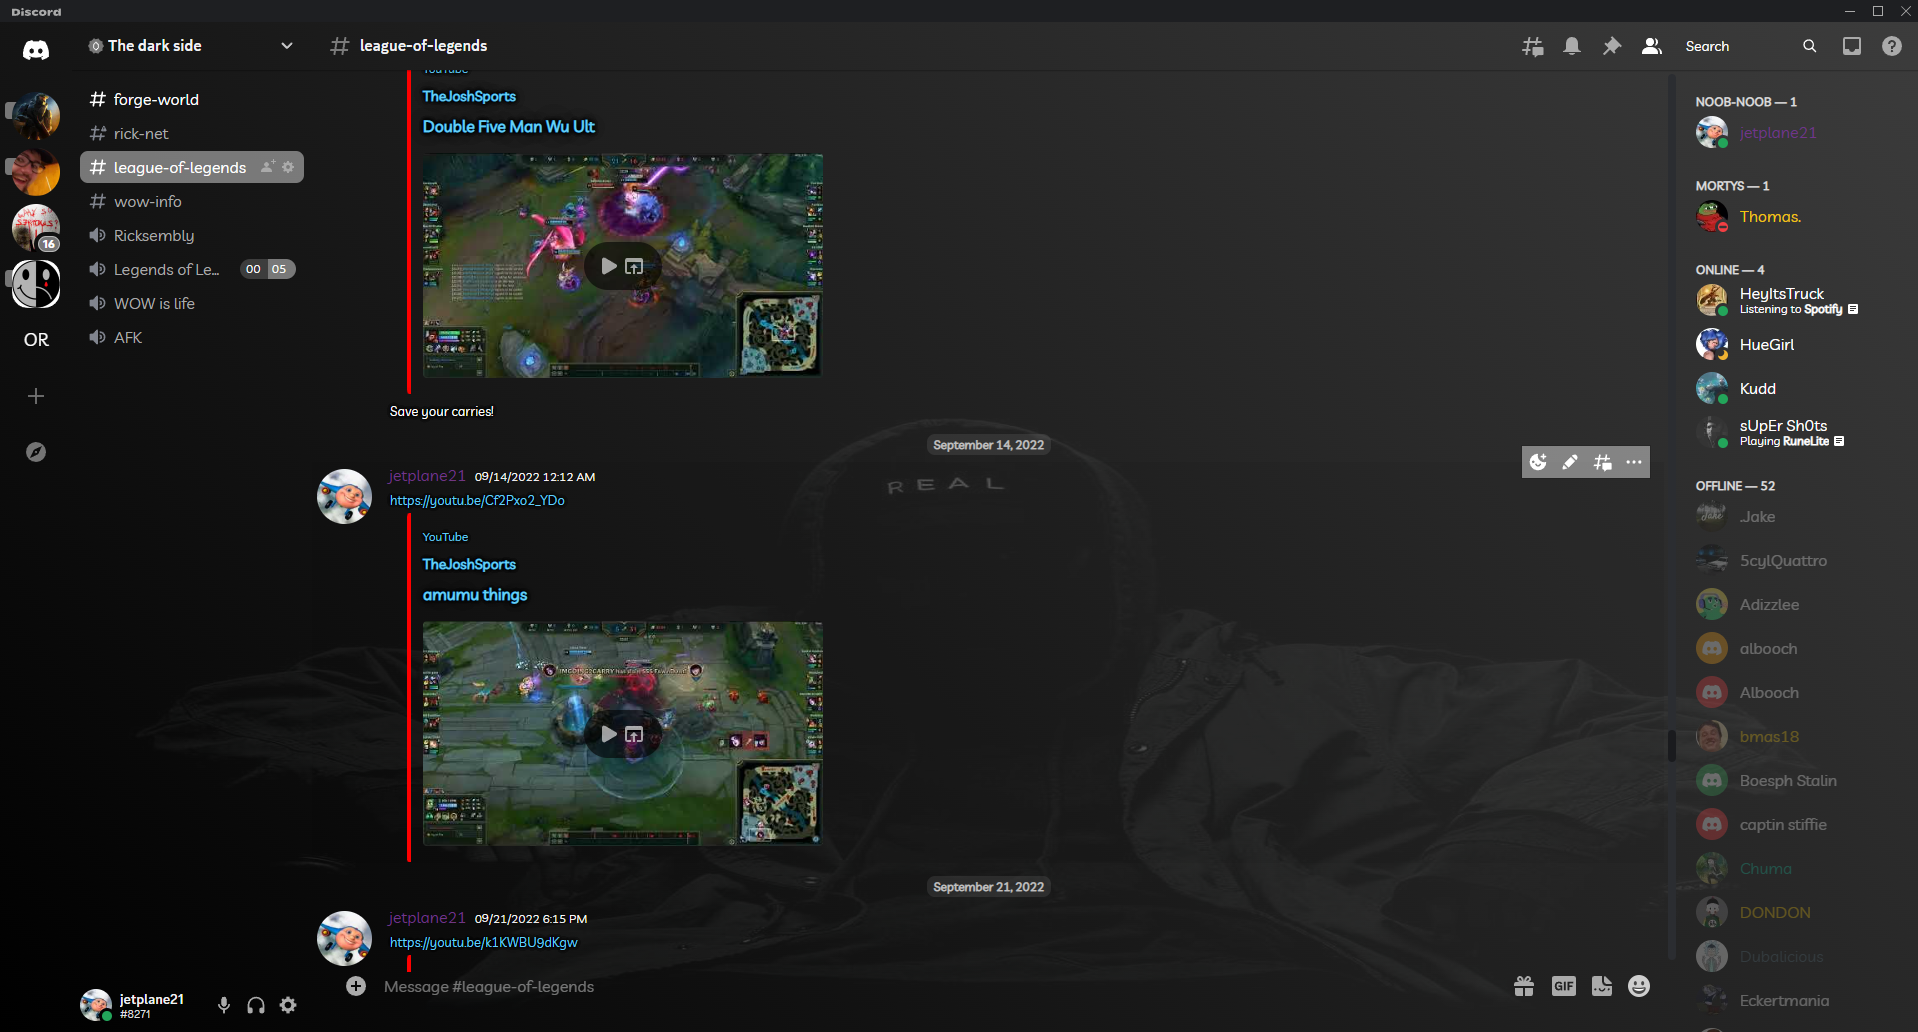 Discord
The dark side
league-of-legends
Search
forge-world
rick-net
league-of-legends
wow-info
Ricksembly
Legends of Le...
00 05
WOW is life
AFK
16
OR
YouTube
TheJoshSports
Double Five Man Wu Ult
Save your carries!
September 14, 2022
jetplane21 09/14/2022 12:12 AM
https://youtu.be/Cf2Pxo2_YDo
YouTube
TheJoshSports
amumu things
REAL
September 21, 2022
jetplane21 09/21/2022 6:15 PM
https://youtu.be/k1KWBU9dKgw
Message #league-of-legends
GIF
jetplane21
#8271
NOOB-NOOB — 1
jetplane21
MORTYS — 1
Thomas.
ONLINE — 4
HeyItsTruck
Listening to Spotify
HueGirl
Kudd
sUpEr Sh0ts
Playing RuneLite
OFFLINE — 52
.Jake
5cylQuattro
Adizzlee
albooch
Albooch
bmas18
Boesph Stalin
captin stiffie
Chuma
DONDON
Dubalicious
Eckertmania